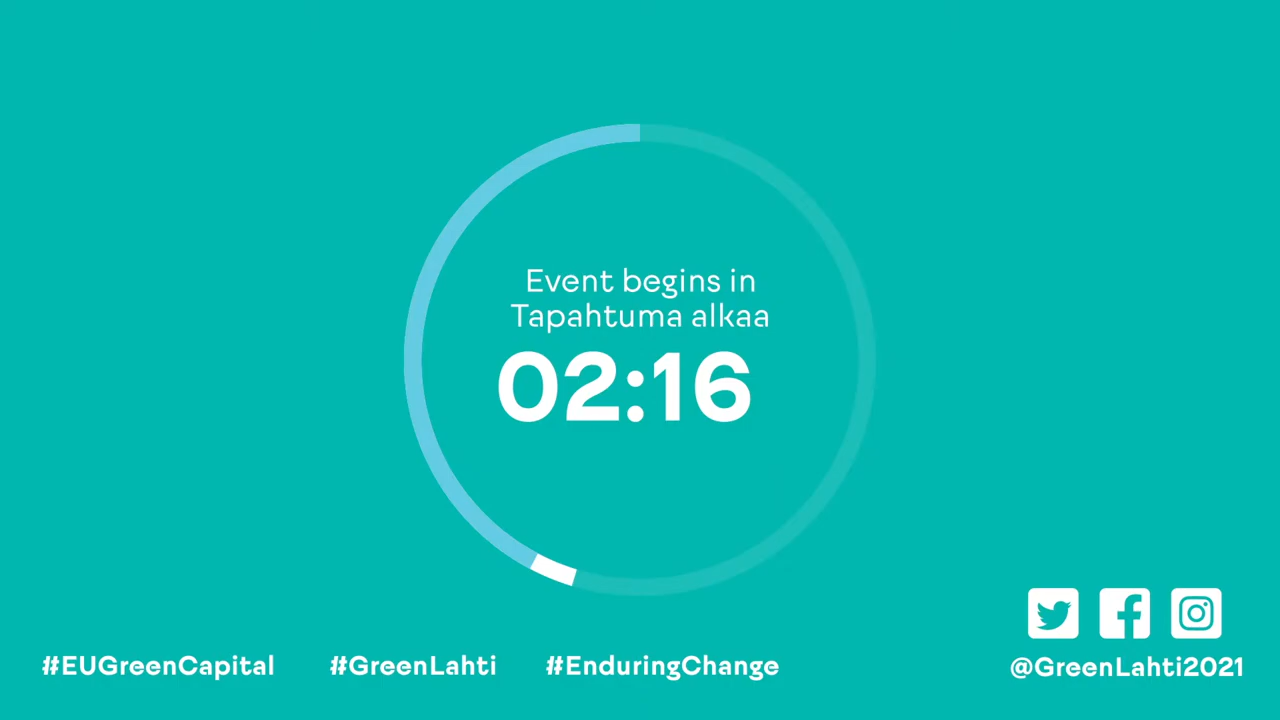 Event begins in
Tapahtuma alkaa
02:16
#EUGreenCapital #GreenLahti #EnduringChange
@GreenLahti2021